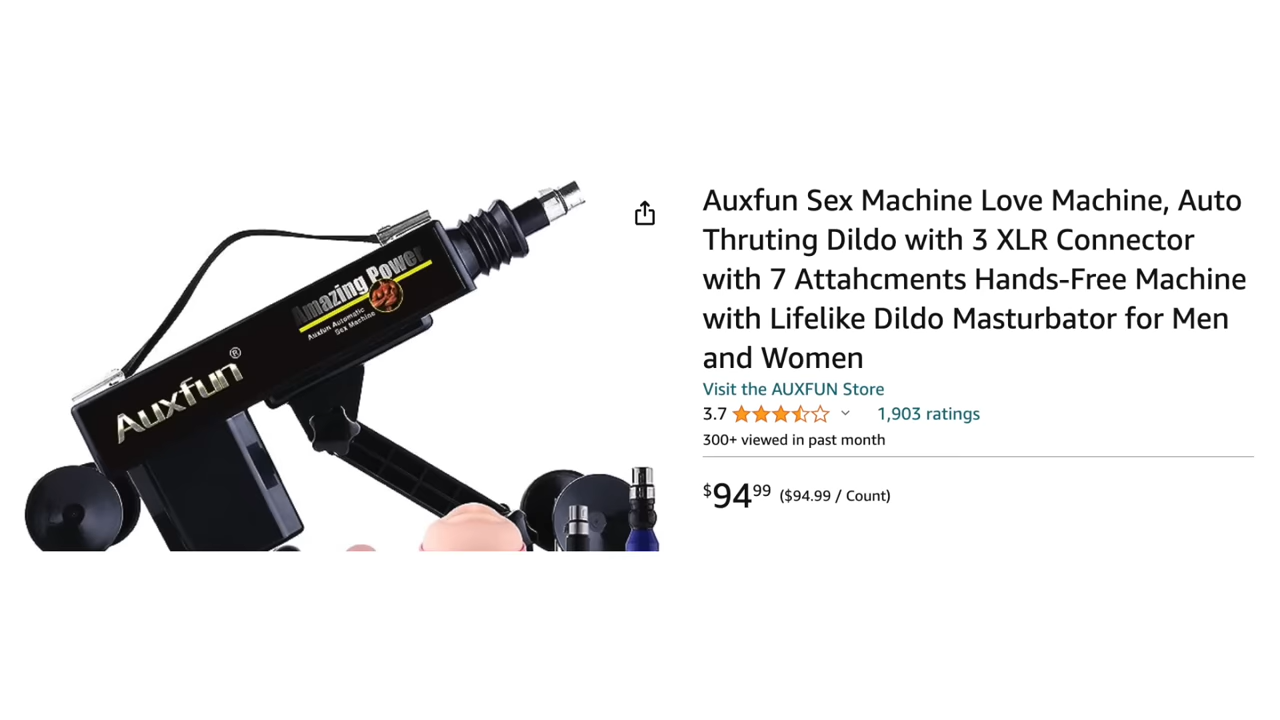 Amazing Power
Auxfun Automatic
Sex Machine
Auxfun®
Auxfun Sex Machine Love Machine, Auto
Thruting Dildo with 3 XLR Connector
with 7 Attahcments Hands-Free Machine
with Lifelike Dildo Masturbator for Men
and Women
Visit the AUXFUN Store
3.7
1,903 ratings
300+ viewed in past month
$94.99 ($94.99 / Count)